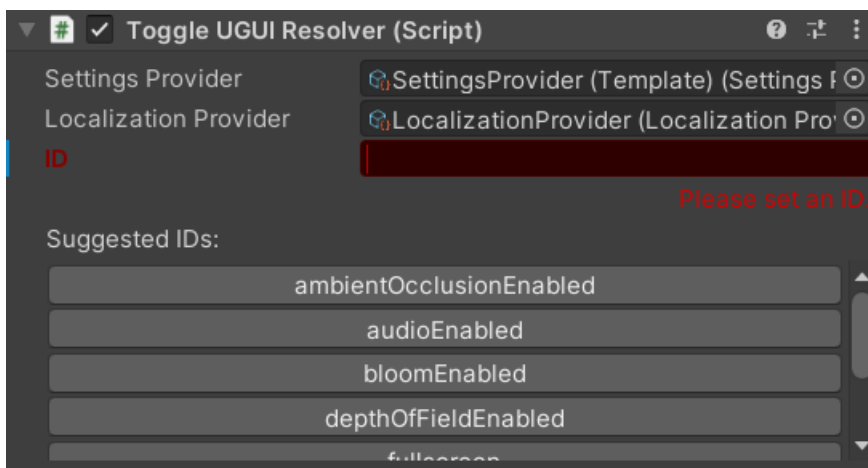 Toggle UGUI Resolver (Script)
Settings Provider SettingsProvider (Template) (Settings
Localization Provider LocalizationProvider (Localization Pro
ID
Please set an ID.
Suggested IDs:
ambientOcclusionEnabled
audioEnabled
bloomEnabled
depthOfFieldEnabled
fullscreen